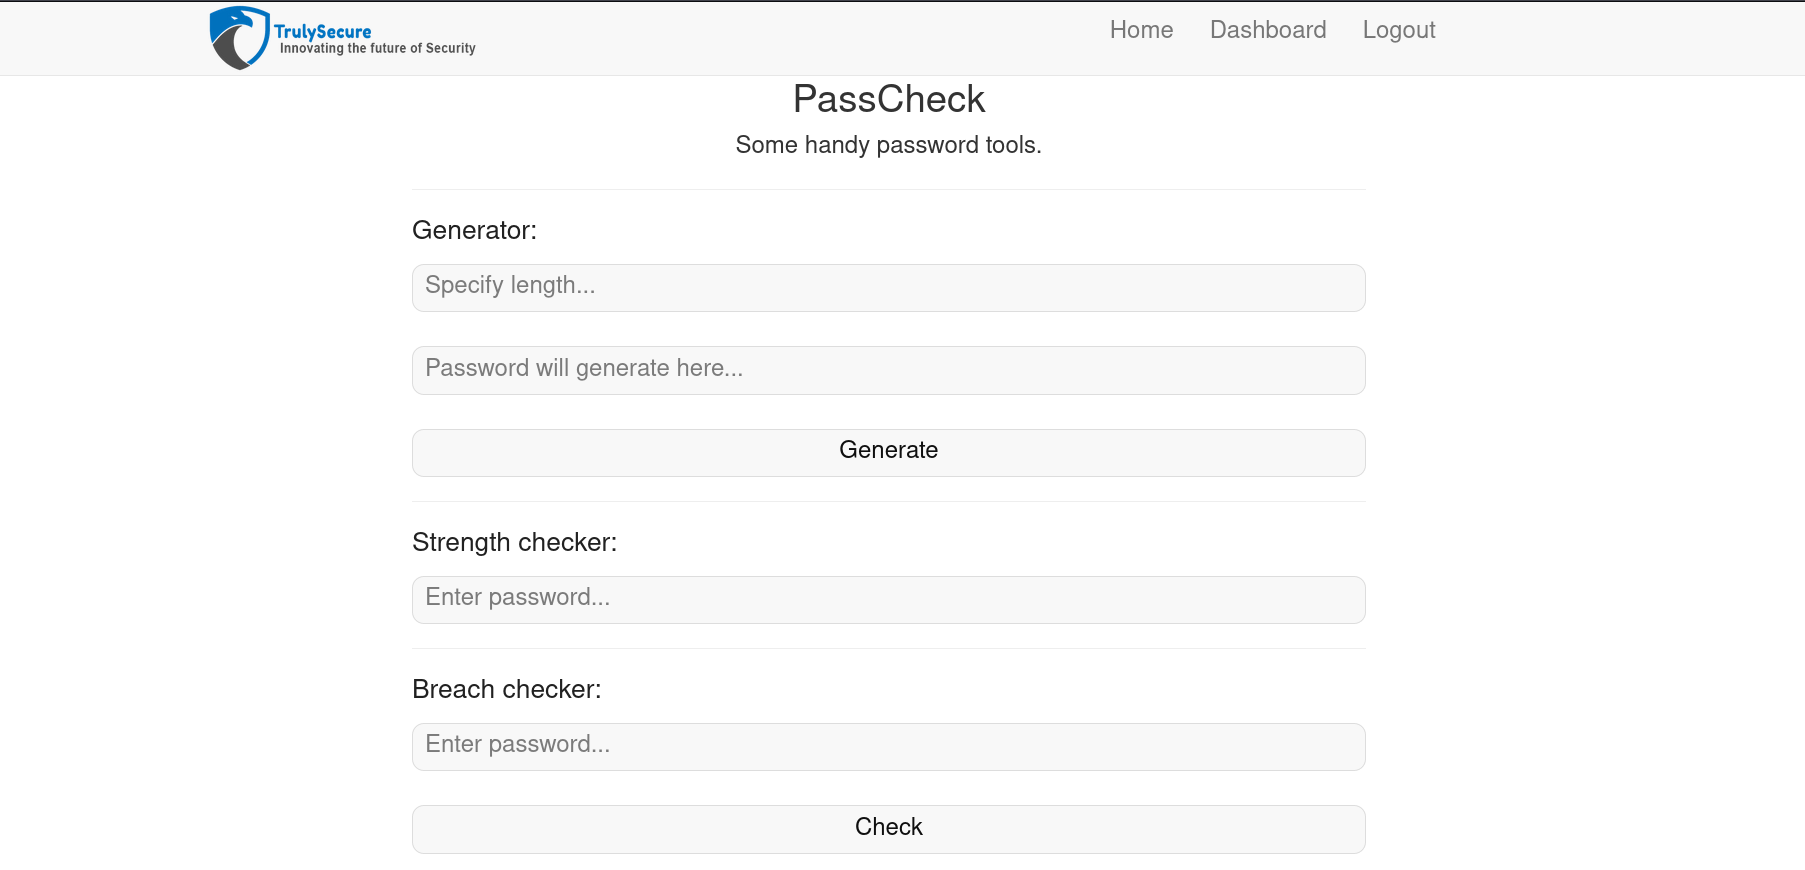 TrulySecure
Innovating the future of Security
Home Dashboard Logout
PassCheck
Some handy password tools.
Generator:
Specify length...
Password will generate here...
Generate
Strength checker:
Enter password...
Breach checker:
Enter password...
Check